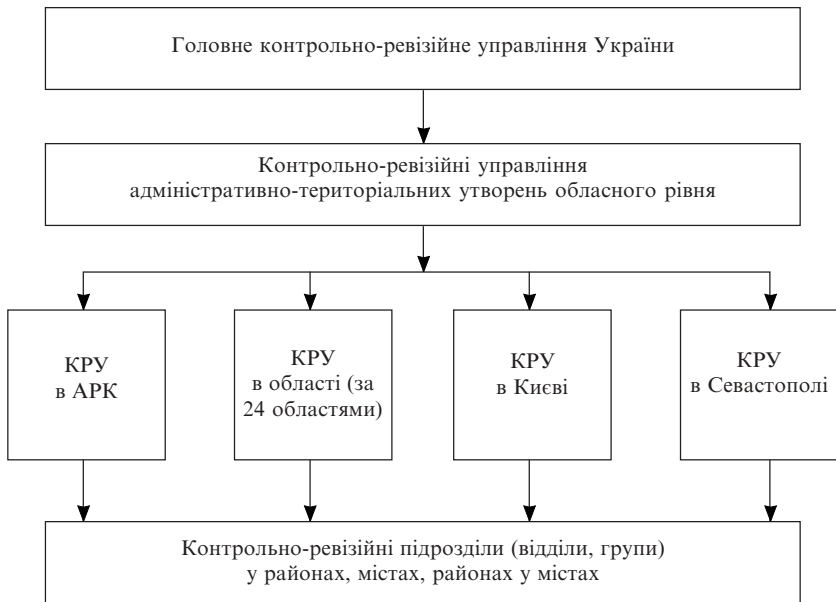 Головне контрольно-ревізійне управління України
Контрольно-ревізійні управління
адміністративно-територіальних утворень обласного рівня
КРУ
в АРК
КРУ
в області (за
24 областями)
КРУ
в Києві
КРУ
в Севастополі
Контрольно-ревізійні підрозділи (відділи, групи)
у районах, містах, районах у містах